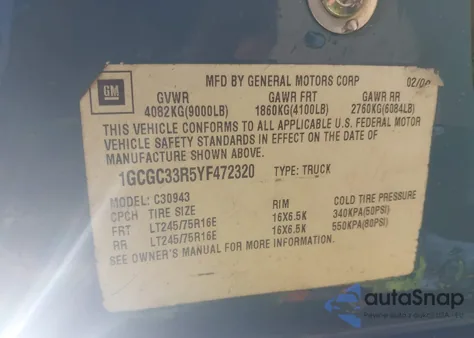 MFD BY GENERAL MOTORS CORP 02/00
GM
GVWR GAWR FRT GAWR RR
4082KG(9000LB) 1860KG(4100LB) 2760KG(6084LB)
THIS VEHICLE CONFORMS TO ALL APPLICABLE U.S. FEDERAL MOTOR
VEHICLE SAFETY STANDARDS IN EFFECT ON THE DATE OF
MANUFACTURE SHOWN ABOVE.
1GCGC33R5YF472320 TYPE: TRUCK
MODEL: C30943
CPCH TIRE SIZE RIM COLD TIRE PRESSURE
FRT LT245/75R16E 16X6.5K 340KPA(50PSI)
RR LT245/75R16E 16X6.5K 550KPA(80PSI)
SEE OWNER'S MANUAL FOR MORE INFORMATION.
autaSnap